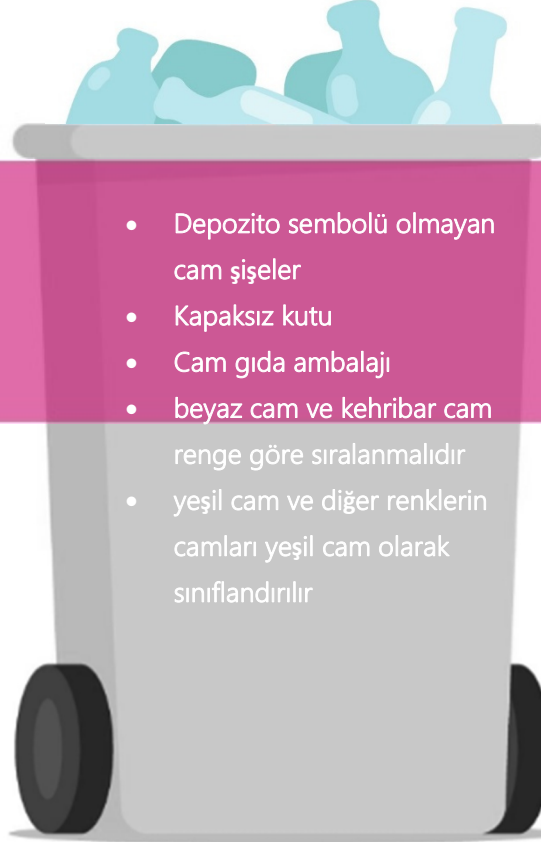 • Depozito sembolü olmayan
cam şişeler
• Kapaksız kutu
• Cam gıda ambalajı
• beyaz cam ve kehribar cam
renge göre sıralanmalıdır
• yeşil cam ve diğer renklerin
camları yeşil cam olarak
sınıflandırılır